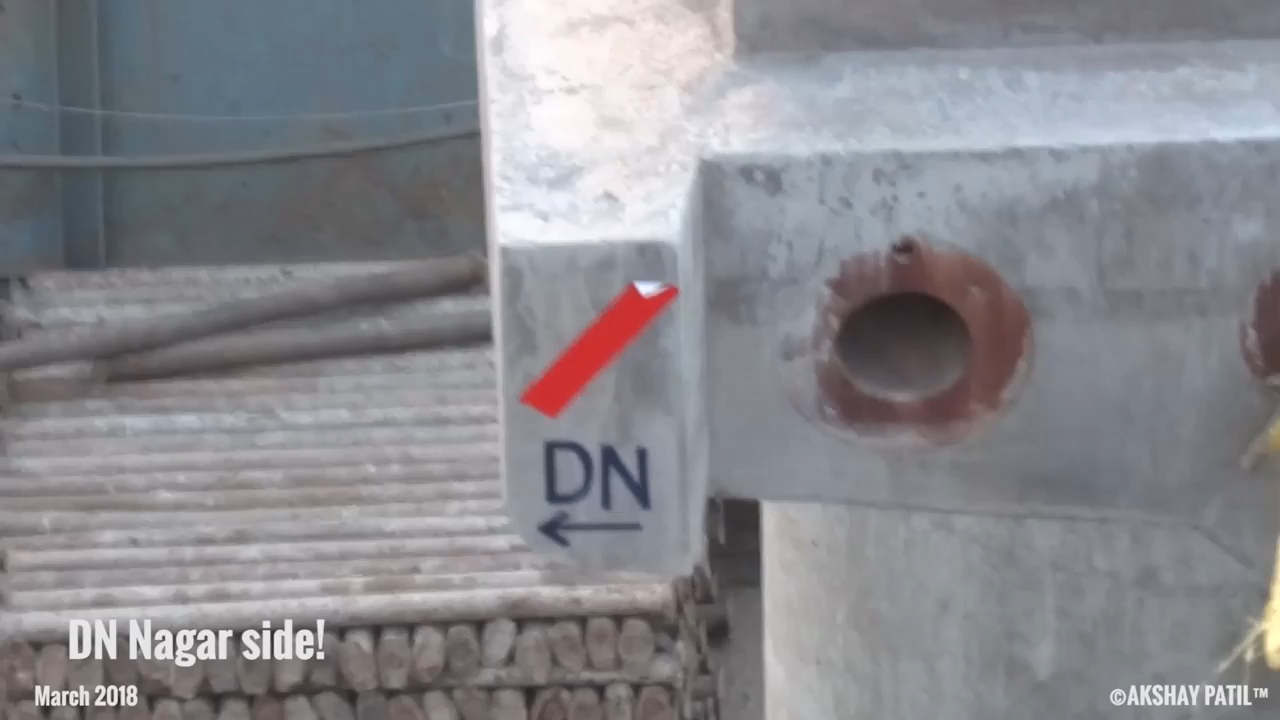 DN
←
DN Nagar side!
March 2018
©AKSHAY PATIL™